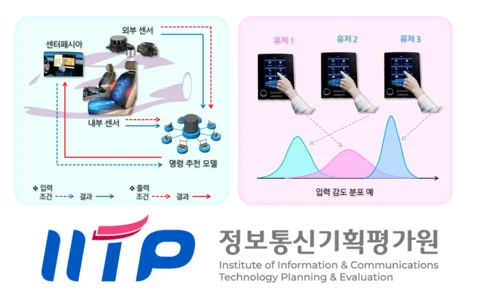 외부 센서
센터페시아
내부 센서
명령 추천 모델
❖ 입력
조건
결과
❖ 출력
조건
결과
유저 1
유저 2
유저 3
입력 감도 분포 예
IITP
정보통신기획평가원
Institute of Information & Communications
Technology Planning & Evaluation